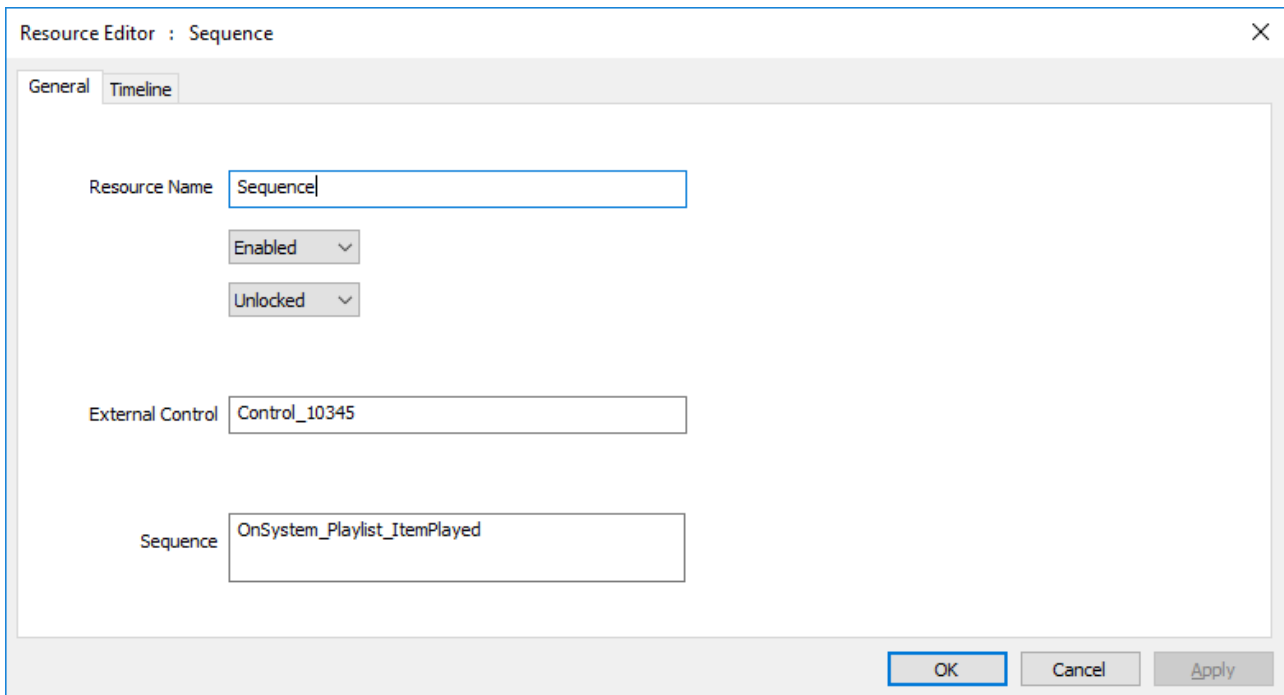 Resource Editor : Sequence
General Timeline
Resource Name Sequence
Enabled
Unlocked
External Control Control_10345
Sequence OnSystem_Playlist_ItemPlayed
OK Cancel Apply